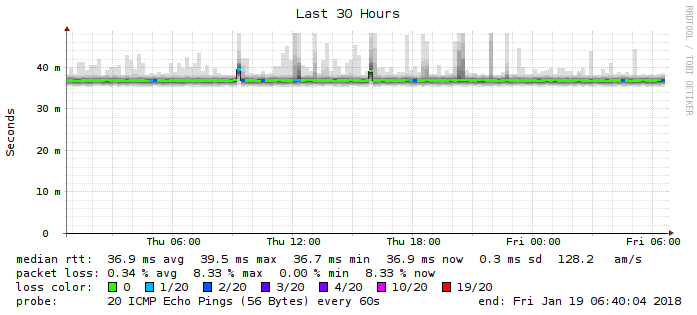 Last 30 Hours
RRDTOOL / TOBI OETIKER
Seconds
40 m
30 m
20 m
10 m
0
Thu 06:00 Thu 12:00 Thu 18:00 Fri 00:00 Fri 06:00
median rtt: 36.9 ms avg 39.5 ms max 36.7 ms min 36.9 ms now 0.3 ms sd 128.2 am/s
packet loss: 0.34 % avg 8.33 % max 0.00 % min 8.33 % now
loss color: 0 1/20 2/20 3/20 4/20 10/20 19/20
probe: 20 ICMP Echo Pings (56 Bytes) every 60s end: Fri Jan 19 06:40:04 2018